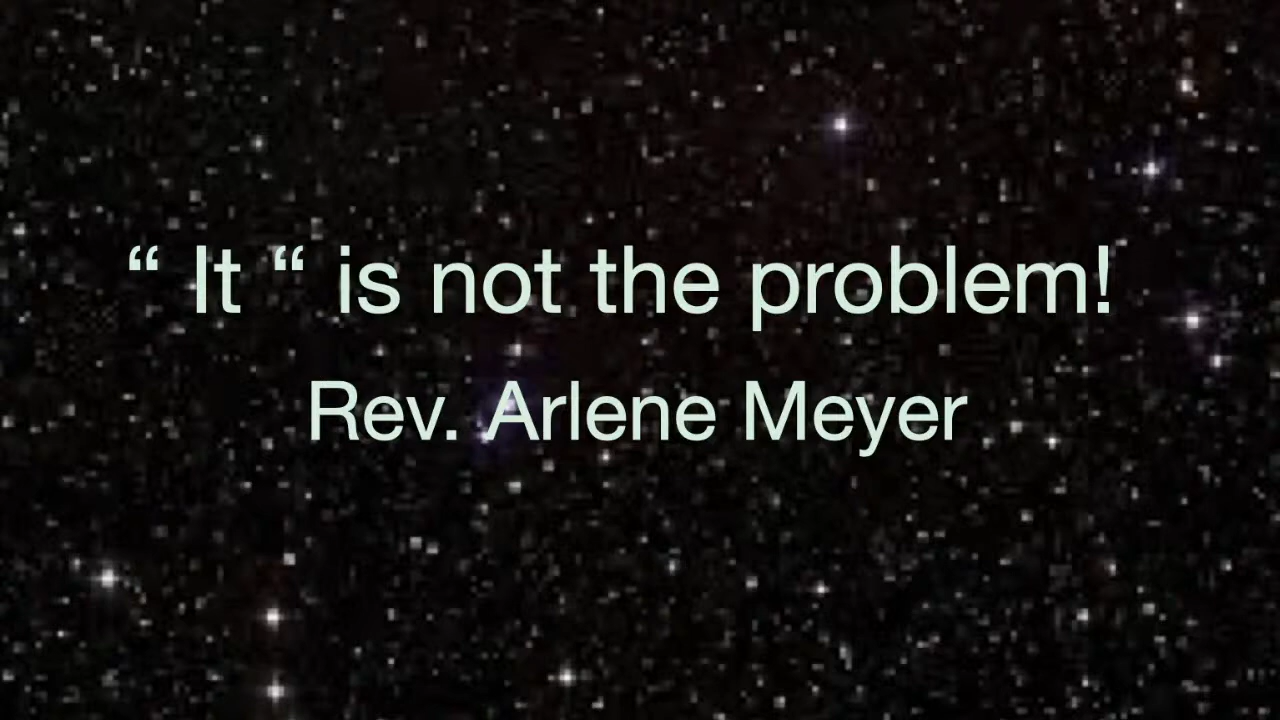 “ It “ is not the problem!
Rev. Arlene Meyer